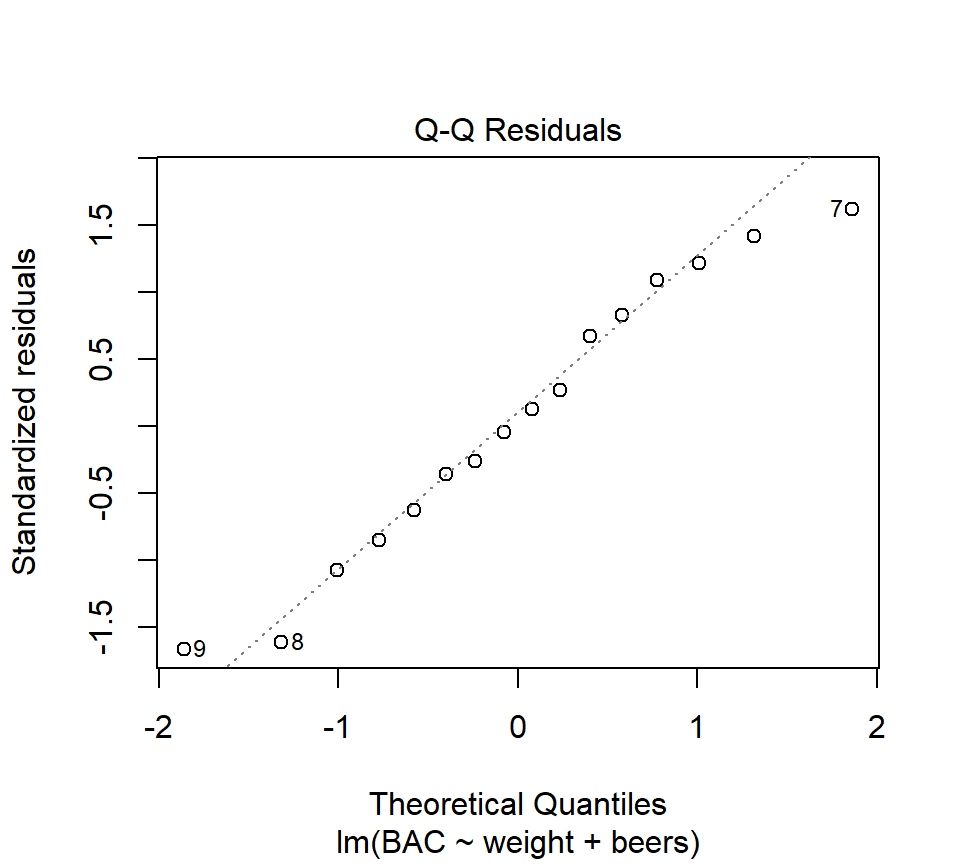 Q-Q Residuals
Standardized residuals
1.5
0.5
-0.5
-1.5
7
8
9
-2 -1 0 1 2
Theoretical Quantiles
lm(BAC ~ weight + beers)